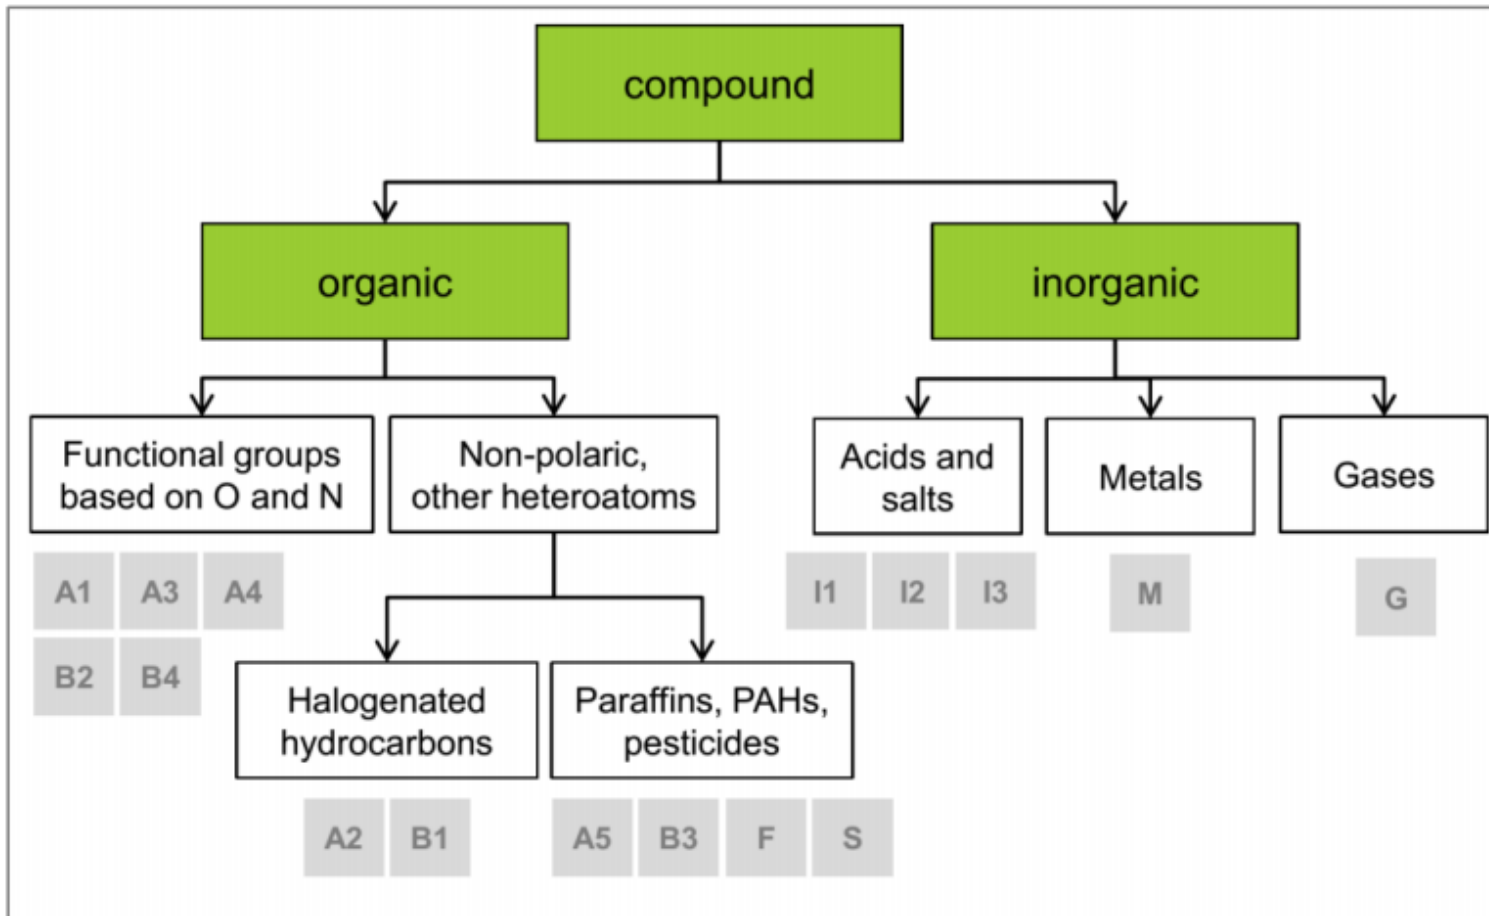 compound
organic
inorganic
Functional groups
based on O and N
Non-polaric,
other heteroatoms
Acids and
salts
Metals
Gases
A1 A3 A4
B2 B4
I1 I2 I3
M
G
Halogenated
hydrocarbons
Paraffins, PAHs,
pesticides
A2 B1
A5 B3 F S